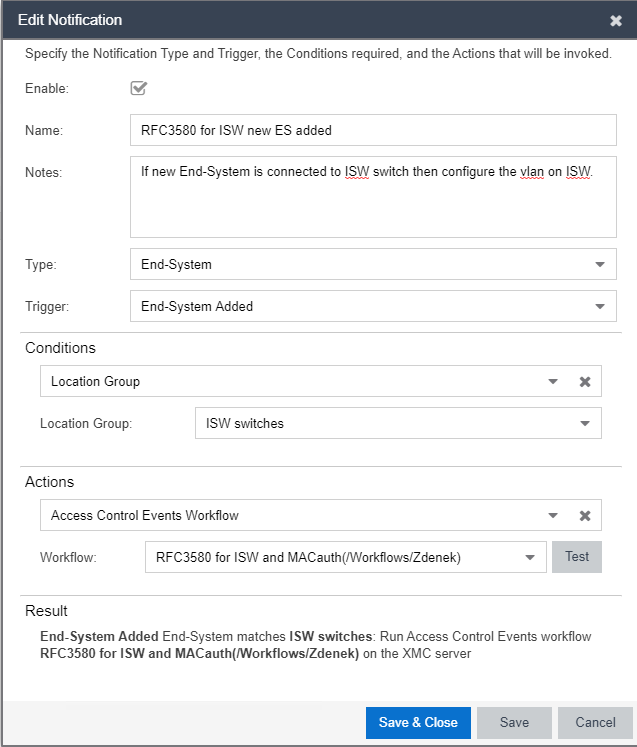 Edit Notification
Specify the Notification Type and Trigger, the Conditions required, and the Actions that will be invoked.
Enable:
Name: RFC3580 for ISW new ES added
Notes: If new End-System is connected to ISW switch then configure the vlan on ISW.
Type: End-System
Trigger: End-System Added
Conditions
Location Group
Location Group: ISW switches
Actions
Access Control Events Workflow
Workflow: RFC3580 for ISW and MACauth(/Workflows/Zdenek) Test
Result
End-System Added End-System matches ISW switches: Run Access Control Events workflow
RFC3580 for ISW and MACauth(/Workflows/Zdenek) on the XMC server
Save & Close Save Cancel